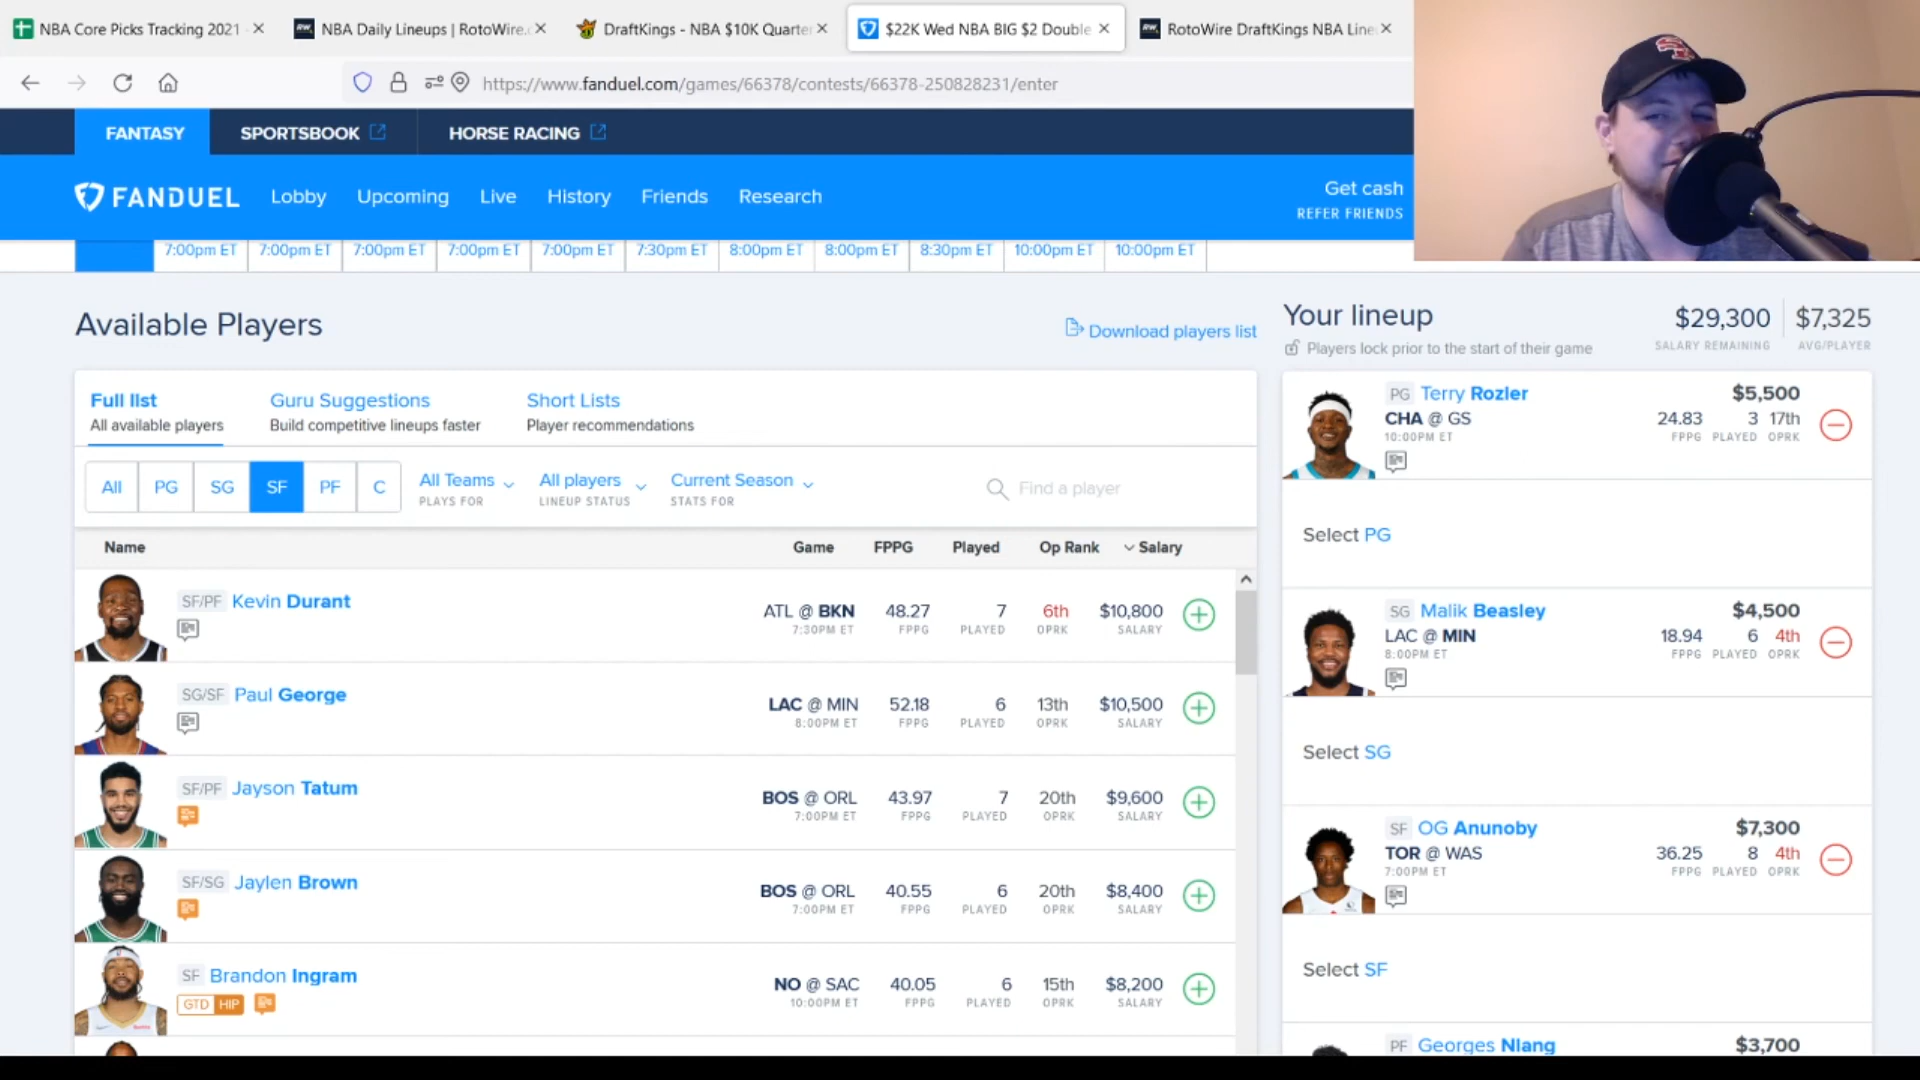 NBA Core Picks Tracking 2021
NBA Daily Lineups | RotoWire.c
DraftKings - NBA $10K Quarte
$22K Wed NBA BIG $2 Double
RotoWire DraftKings NBA Line
https://www.fanduel.com/games/66378/contests/66378-250828231/enter
FANTASY SPORTSBOOK HORSE RACING
FANDUEL Lobby Upcoming Live History Friends Research
Get cash
REFER FRIENDS
7:00pm ET 7:00pm ET 7:00pm ET 7:00pm ET 7:00pm ET 7:30pm ET 8:00pm ET 8:00pm ET 8:30pm ET 10:00pm ET 10:00pm ET
Available Players
Download players list
Full list
All available players
Guru Suggestions
Build competitive lineups faster
Short Lists
Player recommendations
All PG SG SF PF C
All Teams
PLAYS FOR
All players
LINEUP STATUS
Current Season
STATS FOR
Find a player
Name Game FPPG Played Op Rank Salary
SF/PF Kevin Durant
ATL @ BKN 48.27 7 6th $10,800
7:30PM ET FPPG PLAYED OPRK SALARY
SG/SF Paul George
LAC @ MIN 52.18 6 13th $10,500
8:00PM ET FPPG PLAYED OPRK SALARY
SF/PF Jayson Tatum
BOS @ ORL 43.97 7 20th $9,600
7:00PM ET FPPG PLAYED OPRK SALARY
SF/SG Jaylen Brown
BOS @ ORL 40.55 6 20th $8,400
7:00PM ET FPPG PLAYED OPRK SALARY
SF Brandon Ingram
GTD HIP
NO @ SAC 40.05 6 15th $8,200
10:00PM ET FPPG PLAYED OPRK SALARY
Your lineup
Players lock prior to the start of their game
$29,300 $7,325
SALARY REMAINING AVG/PLAYER
PG Terry Rozier $5,500
CHA @ GS 24.83 3 17th
10:00PM ET FPPG PLAYED OPRK
Select PG
SG Malik Beasley $4,500
LAC @ MIN 18.94 6 4th
8:00PM ET FPPG PLAYED OPRK
Select SG
SF OG Anunoby $7,300
TOR @ WAS 36.25 8 4th
7:00PM ET FPPG PLAYED OPRK
Select SF
PF Georges Niang $3,700